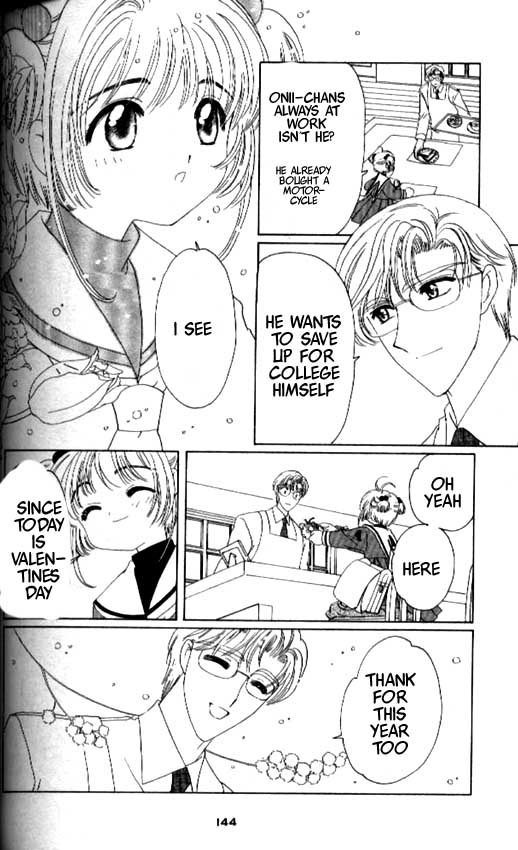 ONII-CHANS
ALWAYS AT
WORK
ISN'T HE?
HE ALREADY
BOUGHT A
MOTOR-
CYCLE
HE WANTS
TO SAVE
UP FOR
COLLEGE
HIMSELF
I SEE
OH
YEAH
HERE
SINCE
TODAY
IS
VALEN-
TINES
DAY
THANK
FOR
THIS
YEAR
TOO
144